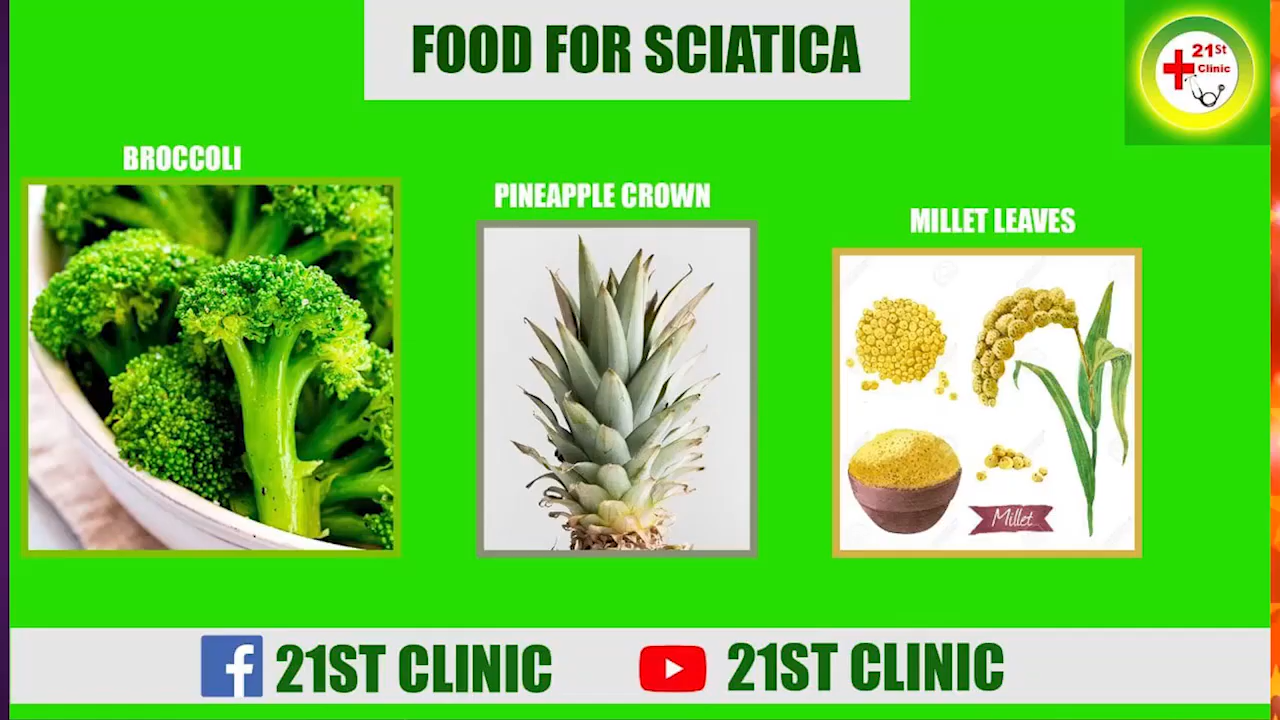 FOOD FOR SCIATICA
21St
Clinic
BROCCOLI
PINEAPPLE CROWN
MILLET LEAVES
Millet
21ST CLINIC
21ST CLINIC